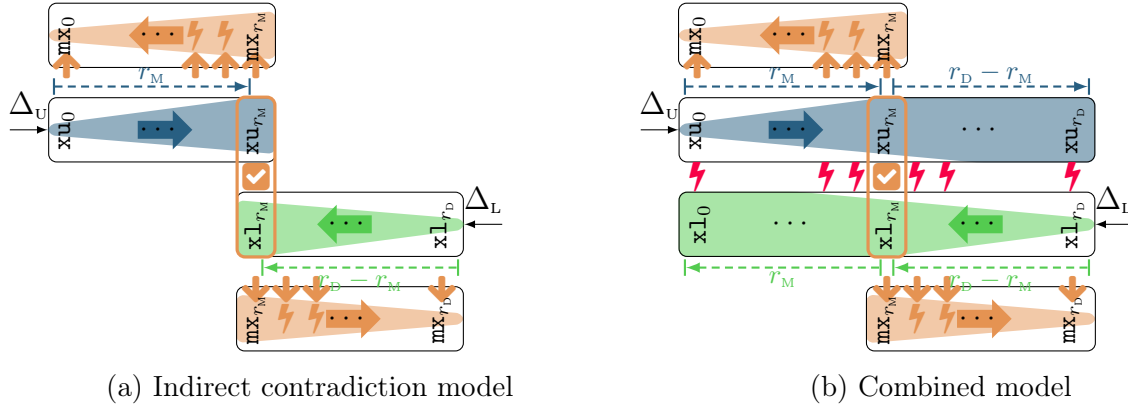 mx₀ ··· mx_{r_M}
r_M
Δ_U xu₀ ··· xu_{r_M}
xl_{r_M} ··· xl_{r_D} Δ_L
r_D − r_M
mx_{r_M} ··· mx_{r_D}
(a) Indirect contradiction model
mx₀ ··· mx_{r_M}
r_M r_D − r_M
Δ_U xu₀ ··· xu_{r_M} ··· xu_{r_D}
xl₀ ··· xl_{r_M} ··· xl_{r_D} Δ_L
r_M r_D − r_M
mx_{r_M} ··· mx_{r_D}
(b) Combined model